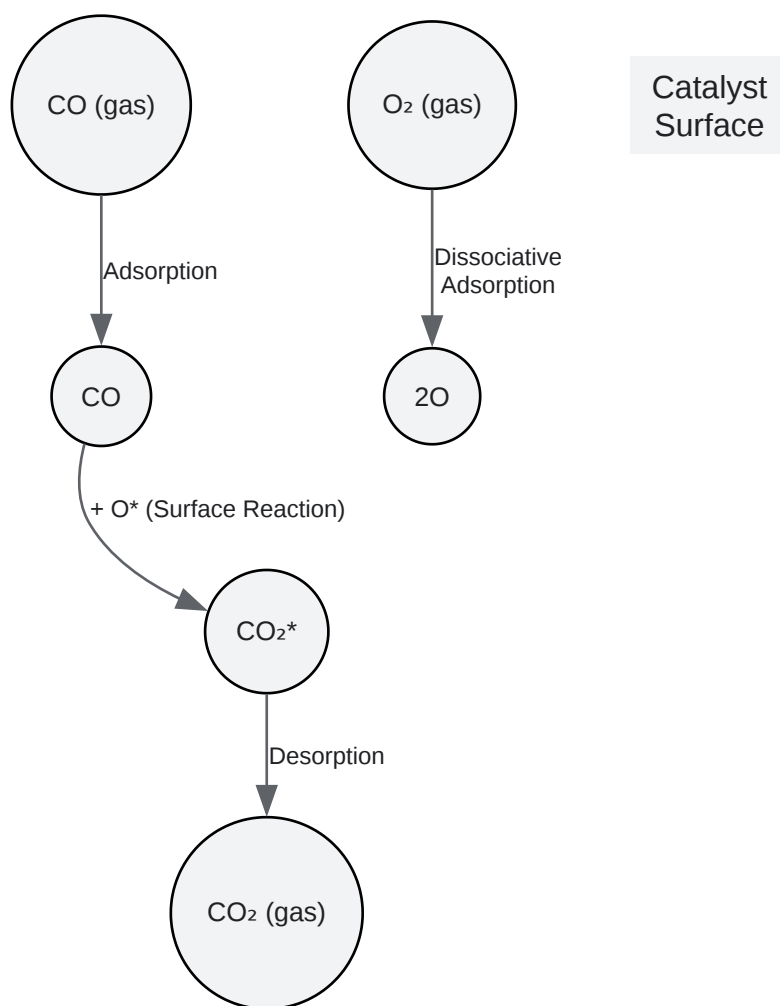 CO (gas)
O₂ (gas)
Catalyst
Surface
Adsorption
Dissociative
Adsorption
CO
2O
+ O* (Surface Reaction)
CO₂*
Desorption
CO₂ (gas)